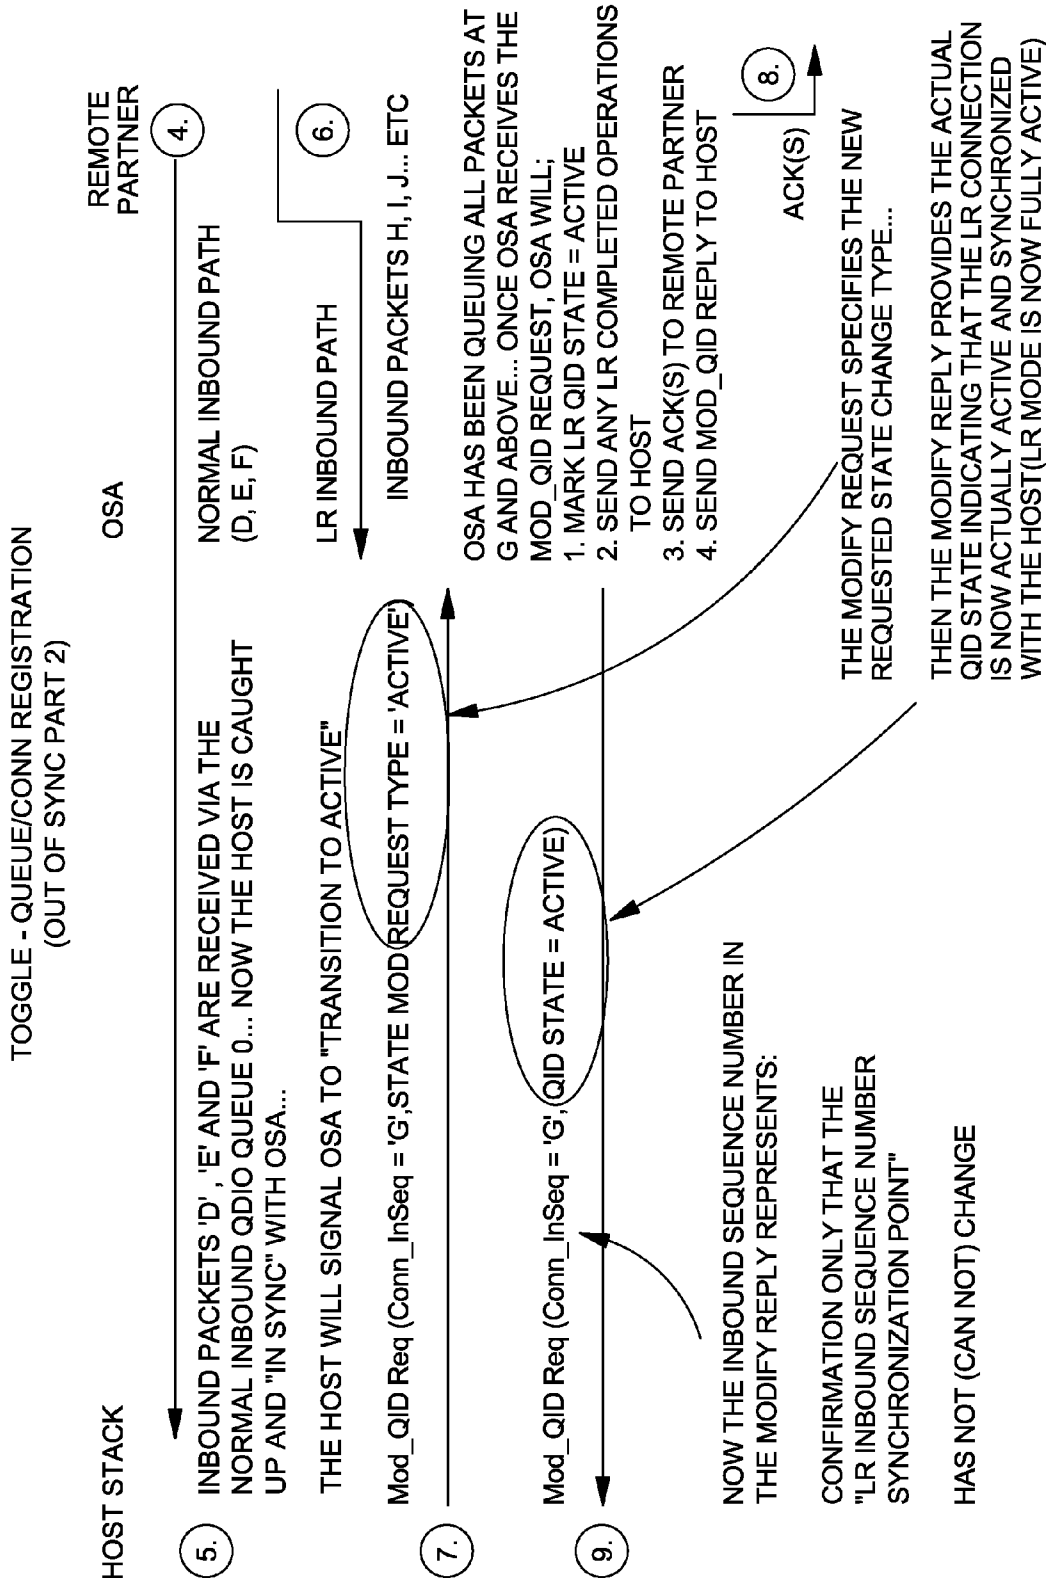 TOGGLE - QUEUE/CONN REGISTRATION
(OUT OF SYNC PART 2)
HOST STACK
OSA
REMOTE
PARTNER
4.
NORMAL INBOUND PATH
(D, E, F)
5.
INBOUND PACKETS 'D' , 'E' AND 'F' ARE RECEIVED VIA THE
NORMAL INBOUND QDIO QUEUE 0... NOW THE HOST IS CAUGHT
UP AND "IN SYNC" WITH OSA...
6.
LR INBOUND PATH
INBOUND PACKETS H, I, J... ETC
THE HOST WILL SIGNAL OSA TO "TRANSITION TO ACTIVE"
7.
Mod_QID Req (Conn_InSeq = 'G',STATE MOD REQUEST TYPE = 'ACTIVE')
OSA HAS BEEN QUEUING ALL PACKETS AT
G AND ABOVE... ONCE OSA RECEIVES THE
MOD_QID REQUEST, OSA WILL;
1. MARK LR QID STATE = ACTIVE
2. SEND ANY LR COMPLETED OPERATIONS
TO HOST
3. SEND ACK(S) TO REMOTE PARTNER
4. SEND MOD_QID REPLY TO HOST
8.
ACK(S)
9.
Mod_QID Req (Conn_InSeq = 'G', QID STATE = ACTIVE)
NOW THE INBOUND SEQUENCE NUMBER IN
THE MODIFY REPLY REPRESENTS:
CONFIRMATION ONLY THAT THE
"LR INBOUND SEQUENCE NUMBER
SYNCHRONIZATION POINT"
HAS NOT (CAN NOT) CHANGE
THE MODIFY REQUEST SPECIFIES THE NEW
REQUESTED STATE CHANGE TYPE...
THEN THE MODIFY REPLY PROVIDES THE ACTUAL
QID STATE INDICATING THAT THE LR CONNECTION
IS NOW ACTUALLY ACTIVE AND SYNCHRONIZED
WITH THE HOST(LR MODE IS NOW FULLY ACTIVE)